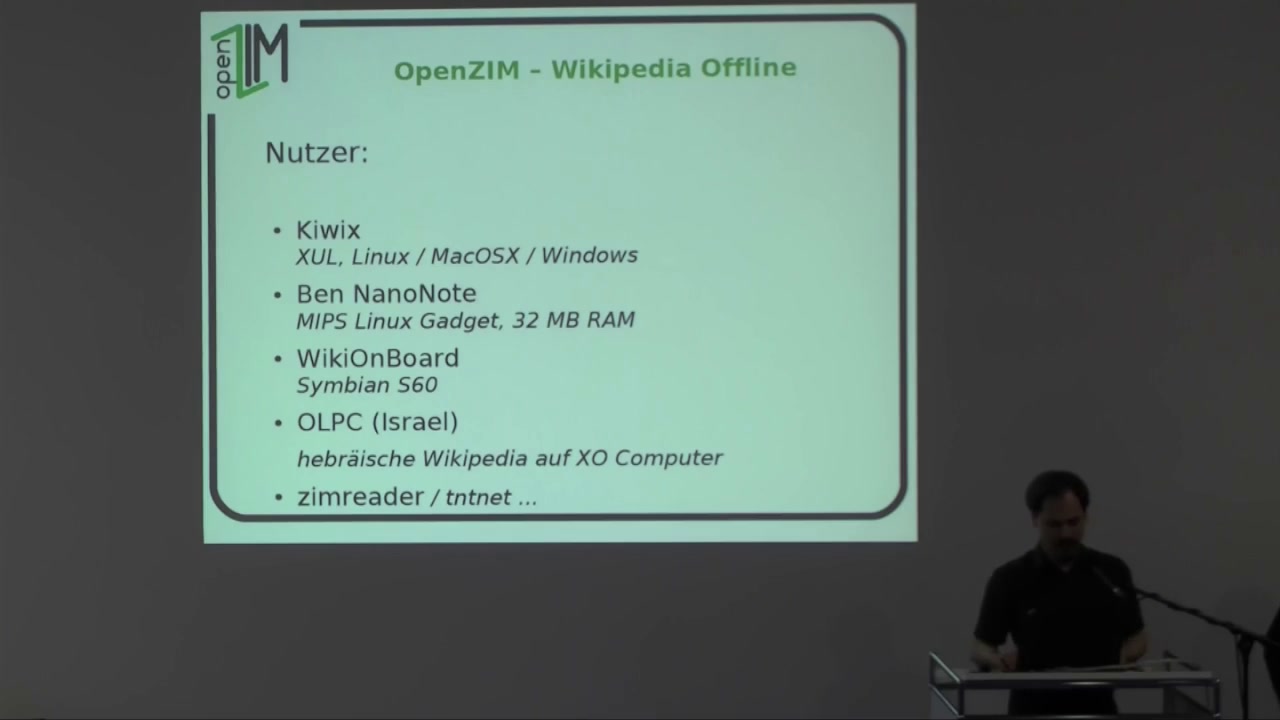 openZIM
OpenZIM – Wikipedia Offline
Nutzer:
• Kiwix
XUL, Linux / MacOSX / Windows
• Ben NanoNote
MIPS Linux Gadget, 32 MB RAM
• WikiOnBoard
Symbian S60
• OLPC (Israel)
hebräische Wikipedia auf XO Computer
• zimreader / tntnet ...